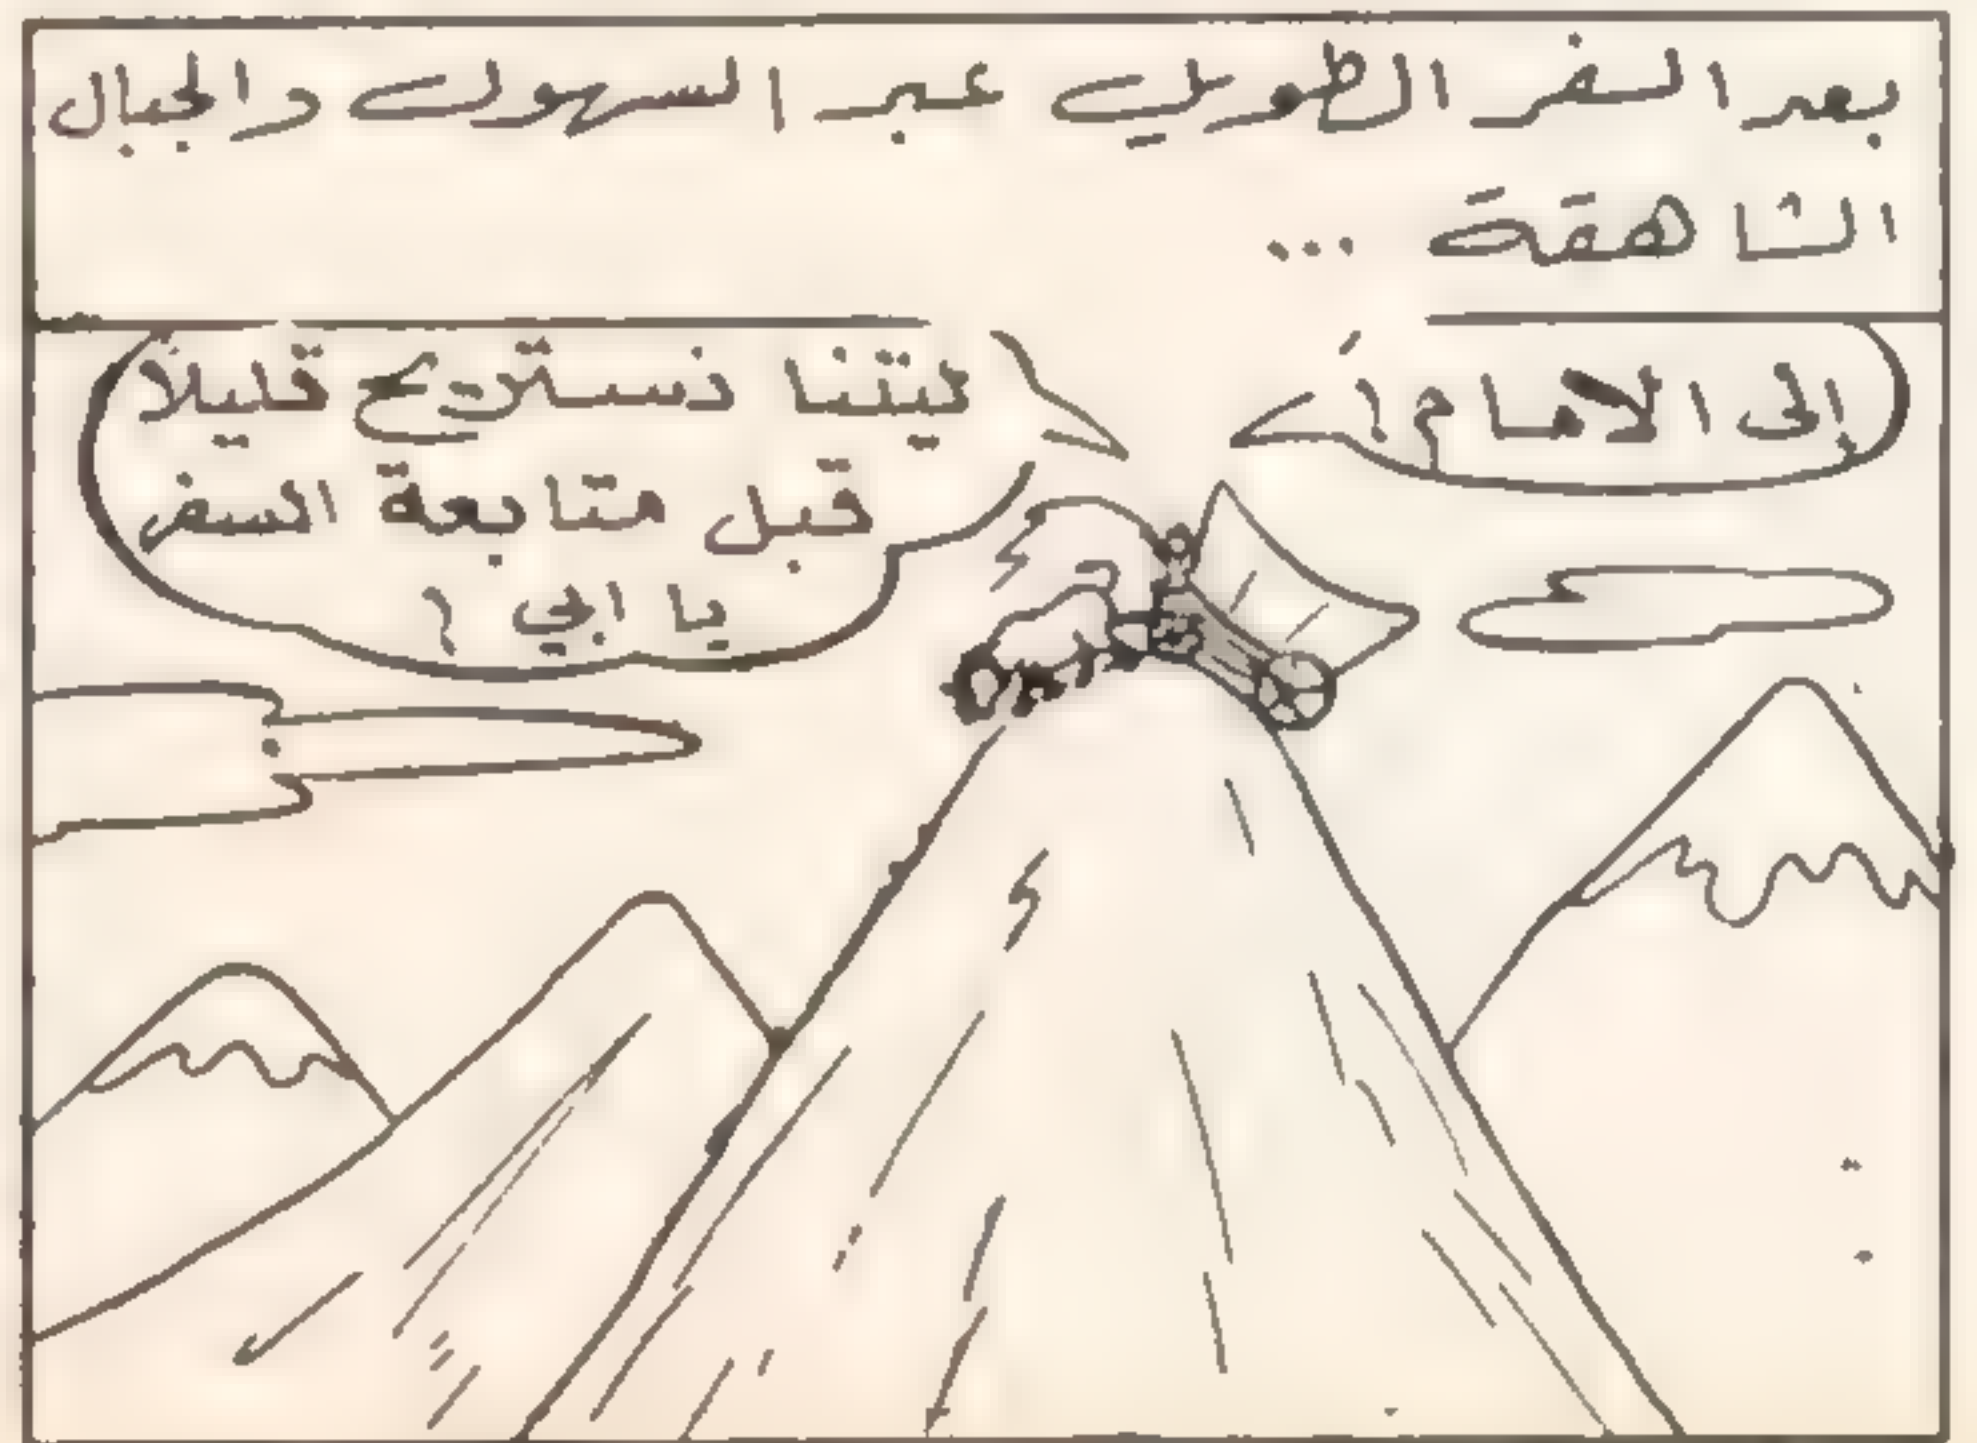 بعد السفر الطويل عبر السهول والجبال
الشاهقة ...
إلى الامام !
ليتنا نستريح قليلاً
قبل متابعة السفر
يا ابي !